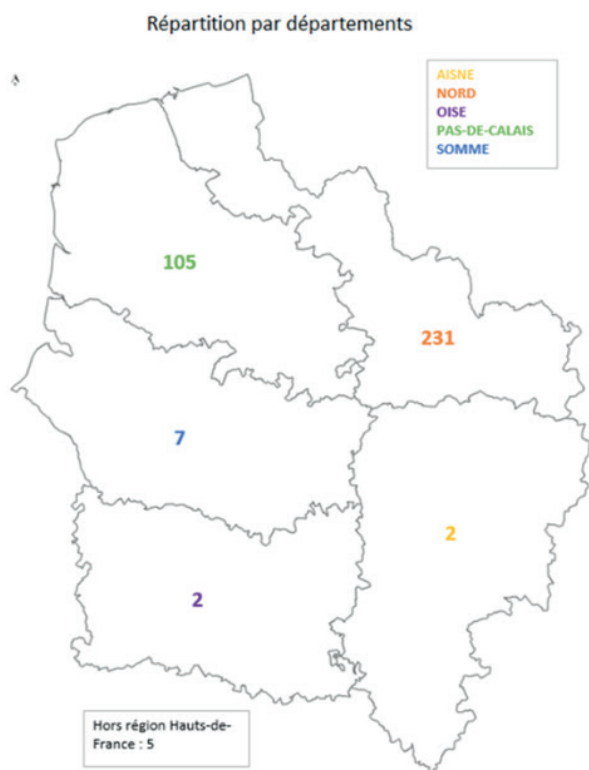 Répartition par départements
AISNE
NORD
OISE
PAS-DE-CALAIS
SOMME
105
231
7
2
2
Hors région Hauts-de-
France : 5